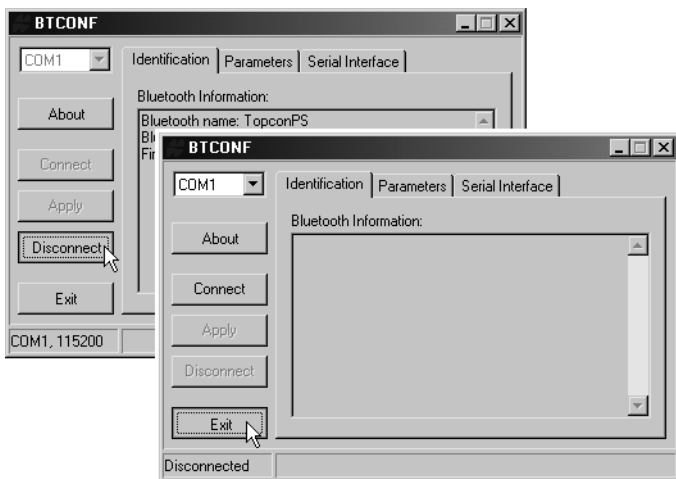 BTCONF
COM1
Identification Parameters Serial Interface
Bluetooth Information:
About
Bluetooth name: TopconPS
Connect
Apply
Disconnect
Exit
COM1, 115200
BTCONF
COM1
Identification Parameters Serial Interface
Bluetooth Information:
About
Connect
Apply
Disconnect
Exit
Disconnected